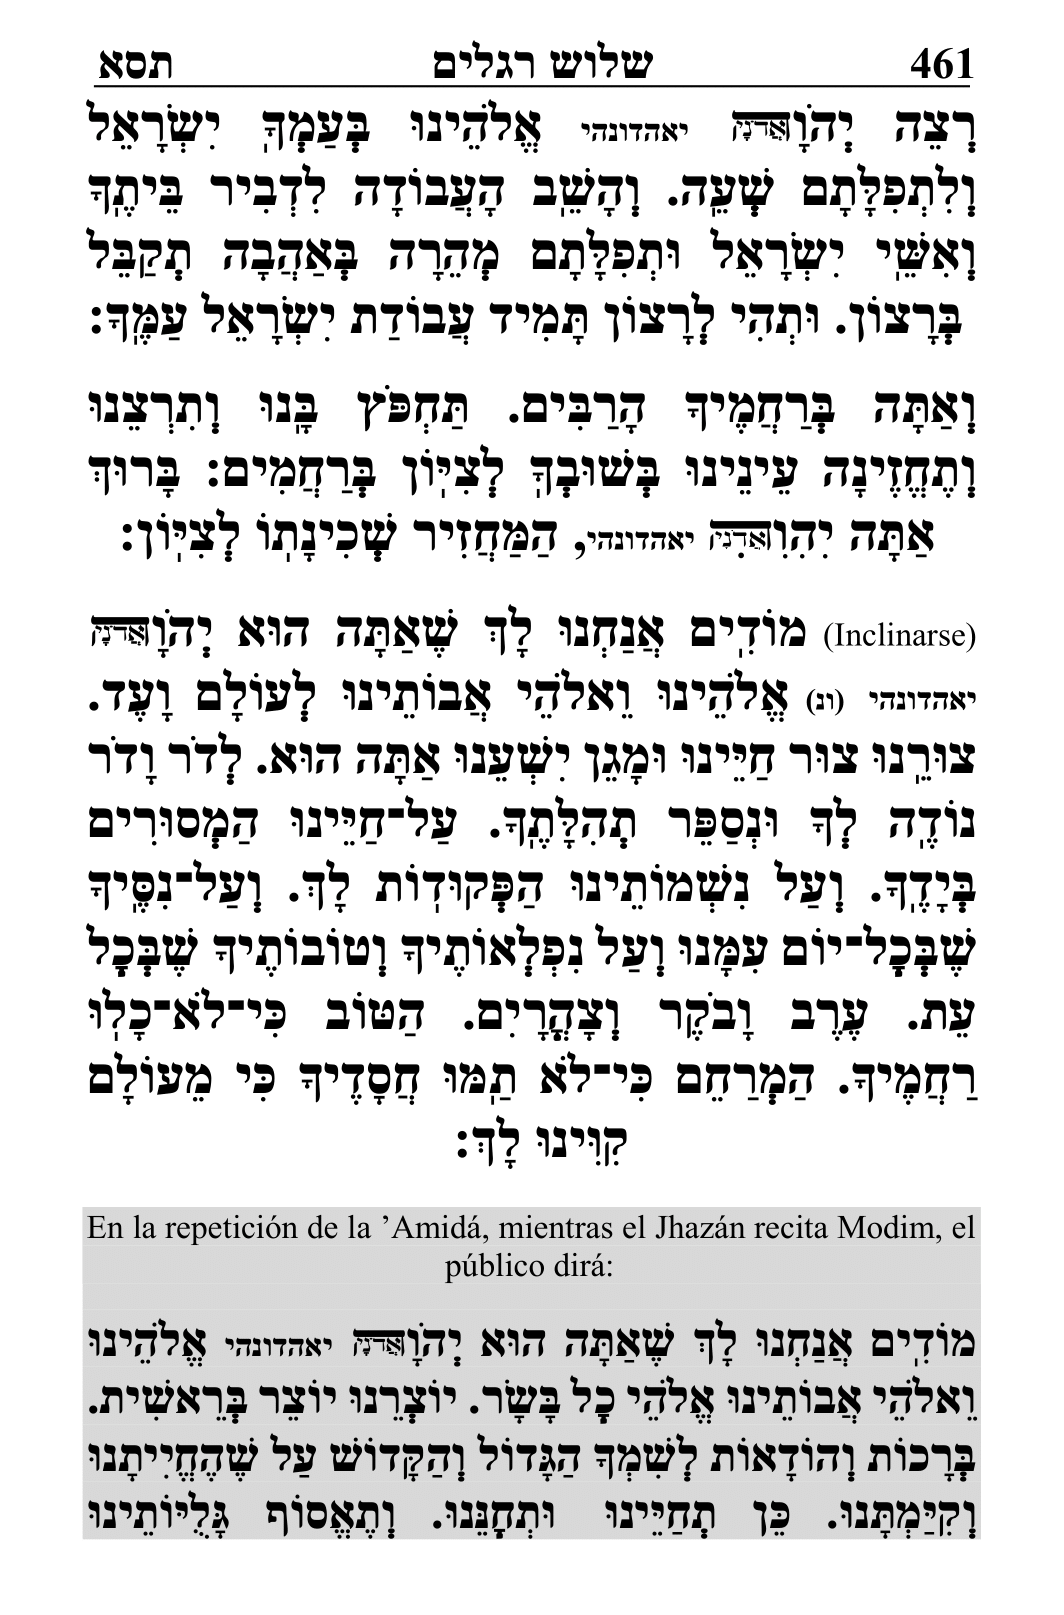 461 שלוש רגלים תסא
רְצֵה יְהֹוָאֲדֹנָי יאהדונהי אֱלֹהֵינוּ בְּעַמְּךָ יִשְׂרָאֵל
וְלִתְפִלָּתָם שְׁעֵה. וְהָשֵׁב הָעֲבוֹדָה לִדְבִיר בֵּיתֶךָ
וְאִשֵּׁי יִשְׂרָאֵל וּתְפִלָּתָם מְהֵרָה בְּאַהֲבָה תְקַבֵּל
בְּרָצוֹן. וּתְהִי לְרָצוֹן תָּמִיד עֲבוֹדַת יִשְׂרָאֵל עַמֶּךָ:
וְאַתָּה בְּרַחֲמֶיךָ הָרַבִּים. תַּחְפֹּץ בָּנוּ וְתִרְצֵנוּ
וְתֶחֱזֶינָה עֵינֵינוּ בְּשׁוּבְךָ לְצִיּוֹן בְּרַחֲמִים: בָּרוּךְ
אַתָּה יִהִוִאֲדִנִי יאהדונהי, הַמַּחֲזִיר שְׁכִינָתוֹ לְצִיּוֹן:
(Inclinarse) מוֹדִים אֲנַחְנוּ לָךְ שֶׁאַתָּה הוּא יְהֹוָאֲדֹנָי
יאהדונהי (ונ) אֱלֹהֵינוּ וֵאלֹהֵי אֲבוֹתֵינוּ לְעוֹלָם וָעֶד.
צוּרֵנוּ צוּר חַיֵּינוּ וּמָגֵן יִשְׁעֵנוּ אַתָּה הוּא. לְדֹר וָדֹר
נוֹדֶה לְךָ וּנְסַפֵּר תְּהִלָּתֶךָ. עַל־חַיֵּינוּ הַמְּסוּרִים
בְּיָדֶךָ. וְעַל נִשְׁמוֹתֵינוּ הַפְּקוּדוֹת לָךְ. וְעַל־נִסֶּיךָ
שֶׁבְּכָל־יוֹם עִמָּנוּ וְעַל נִפְלְאוֹתֶיךָ וְטוֹבוֹתֶיךָ שֶׁבְּכָל
עֵת. עֶרֶב וָבֹקֶר וְצָהֳרָיִם. הַטּוֹב כִּי־לֹא־כָלוּ
רַחֲמֶיךָ. הַמְרַחֵם כִּי־לֹא תַמּוּ חֲסָדֶיךָ כִּי מֵעוֹלָם
קִוִּינוּ לָךְ:
En la repetición de la ’Amidá, mientras el Jhazán recita Modim, el
público dirá:
מוֹדִים אֲנַחְנוּ לָךְ שֶׁאַתָּה הוּא יְהֹוָאֲדֹנָי יאהדונהי אֱלֹהֵינוּ
וֵאלֹהֵי אֲבוֹתֵינוּ אֱלֹהֵי כָל בָּשָׂר. יוֹצְרֵנוּ יוֹצֵר בְּרֵאשִׁית.
בְּרָכוֹת וְהוֹדָאוֹת לְשִׁמְךָ הַגָּדוֹל וְהַקָּדוֹשׁ עַל שֶׁהֶחֱיִיתָנוּ
וְקִיַּמְתָּנוּ. כֵּן תְּחַיֵּינוּ וּתְחָנֵּנוּ. וְתֶאֱסוֹף גָּלֻיּוֹתֵינוּ